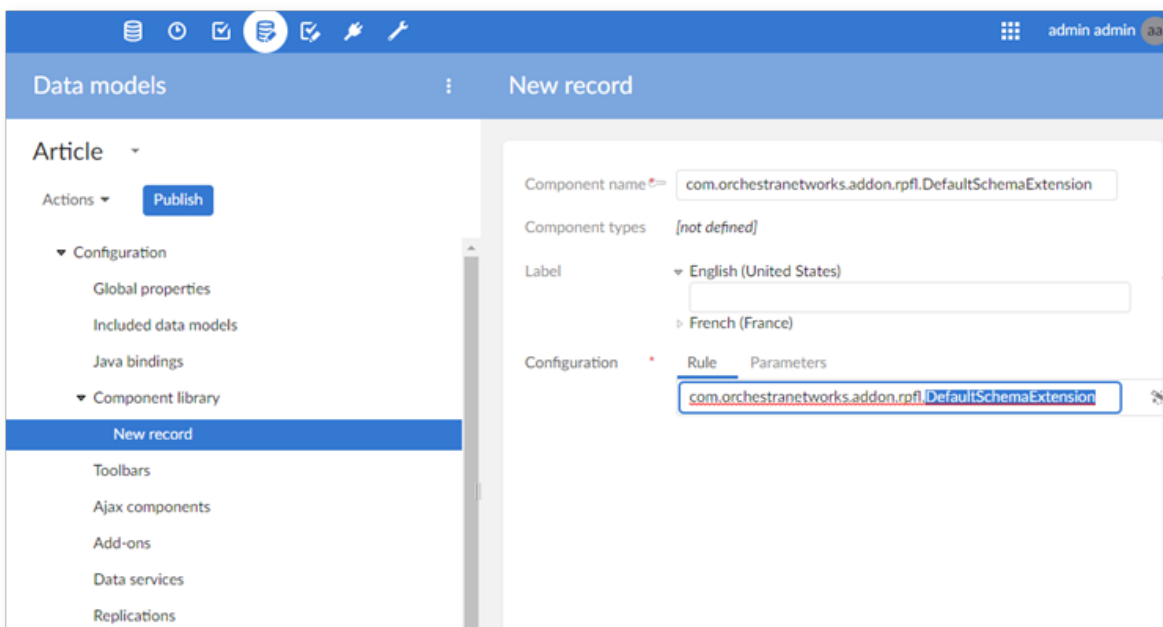 admin admin aa
Data models
New record
Article
Actions
Publish
Configuration
Global properties
Included data models
Java bindings
Component library
New record
Toolbars
Ajax components
Add-ons
Data services
Replications
Component name com.orchestranetworks.addon.rpfl.DefaultSchemaExtension
Component types [not defined]
Label English (United States)
French (France)
Configuration * Rule Parameters
com.orchestranetworks.addon.rpfl.DefaultSchemaExtension